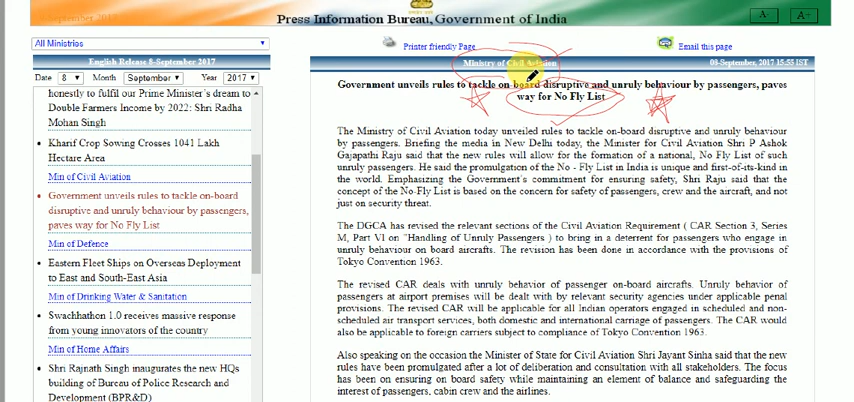 Press Information Bureau, Government of India
A-
A+
All Ministries
Printer friendly Page
Email this page
English Release 8-September 2017
Ministry of Civil Aviation
08-September, 2017 15:55 IST
Date 8 Month September Year 2017
honestly to fulfil our Prime Minister's dream to
Double Farmers Income by 2022: Shri Radha
Mohan Singh
Kharif Crop Sowing Crosses 1041 Lakh
Hectare Area
Min of Civil Aviation
Government unveils rules to tackle on-board
disruptive and unruly behaviour by passengers,
paves way for No Fly List
Min of Defence
Eastern Fleet Ships on Overseas Deployment
to East and South-East Asia
Min of Drinking Water & Sanitation
Swachhathon 1.0 receives massive response
from young innovators of the country
Min of Home Affairs
Shri Rajnath Singh inaugurates the new HQs
building of Bureau of Police Research and
Development (BPR&D)
Government unveils rules to tackle on-board disruptive and unruly behaviour by passengers, paves
way for No Fly List
The Ministry of Civil Aviation today unveiled rules to tackle on-board disruptive and unruly behaviour
by passengers. Briefing the media in New Delhi today, the Minister for Civil Aviation Shri P Ashok
Gajapathi Raju said that the new rules will allow for the formation of a national, No Fly List of such
unruly passengers. He said the promulgation of the No - Fly List in India is unique and first-of-its-kind in
the world. Emphasizing the Government's commitment for ensuring safety, Shri Raju said that the
concept of the No-Fly List is based on the concern for safety of passengers, crew and the aircraft, and not
just on security threat.
The DGCA has revised the relevant sections of the Civil Aviation Requirement ( CAR Section 3, Series
M, Part VI on "Handling of Unruly Passengers ) to bring in a deterrent for passengers who engage in
unruly behaviour on board aircrafts. The revision has been done in accordance with the provisions of
Tokyo Convention 1963.
The revised CAR deals with unruly behavior of passenger on-board aircrafts. Unruly behavior of
passengers at airport premises will be dealt with by relevant security agencies under applicable penal
provisions. The revised CAR will be applicable for all Indian operators engaged in scheduled and non-
scheduled air transport services, both domestic and international carriage of passengers. The CAR would
also be applicable to foreign carriers subject to compliance of Tokyo Convention 1963.
Also speaking on the occasion the Minister of State for Civil Aviation Shri Jayant Sinha said that the new
rules have been promulgated after a lot of deliberation and consultation with all stakeholders. The focus
has been on ensuring on board safety while maintaining an element of balance and safeguarding the
interest of passengers, cabin crew and the airlines.